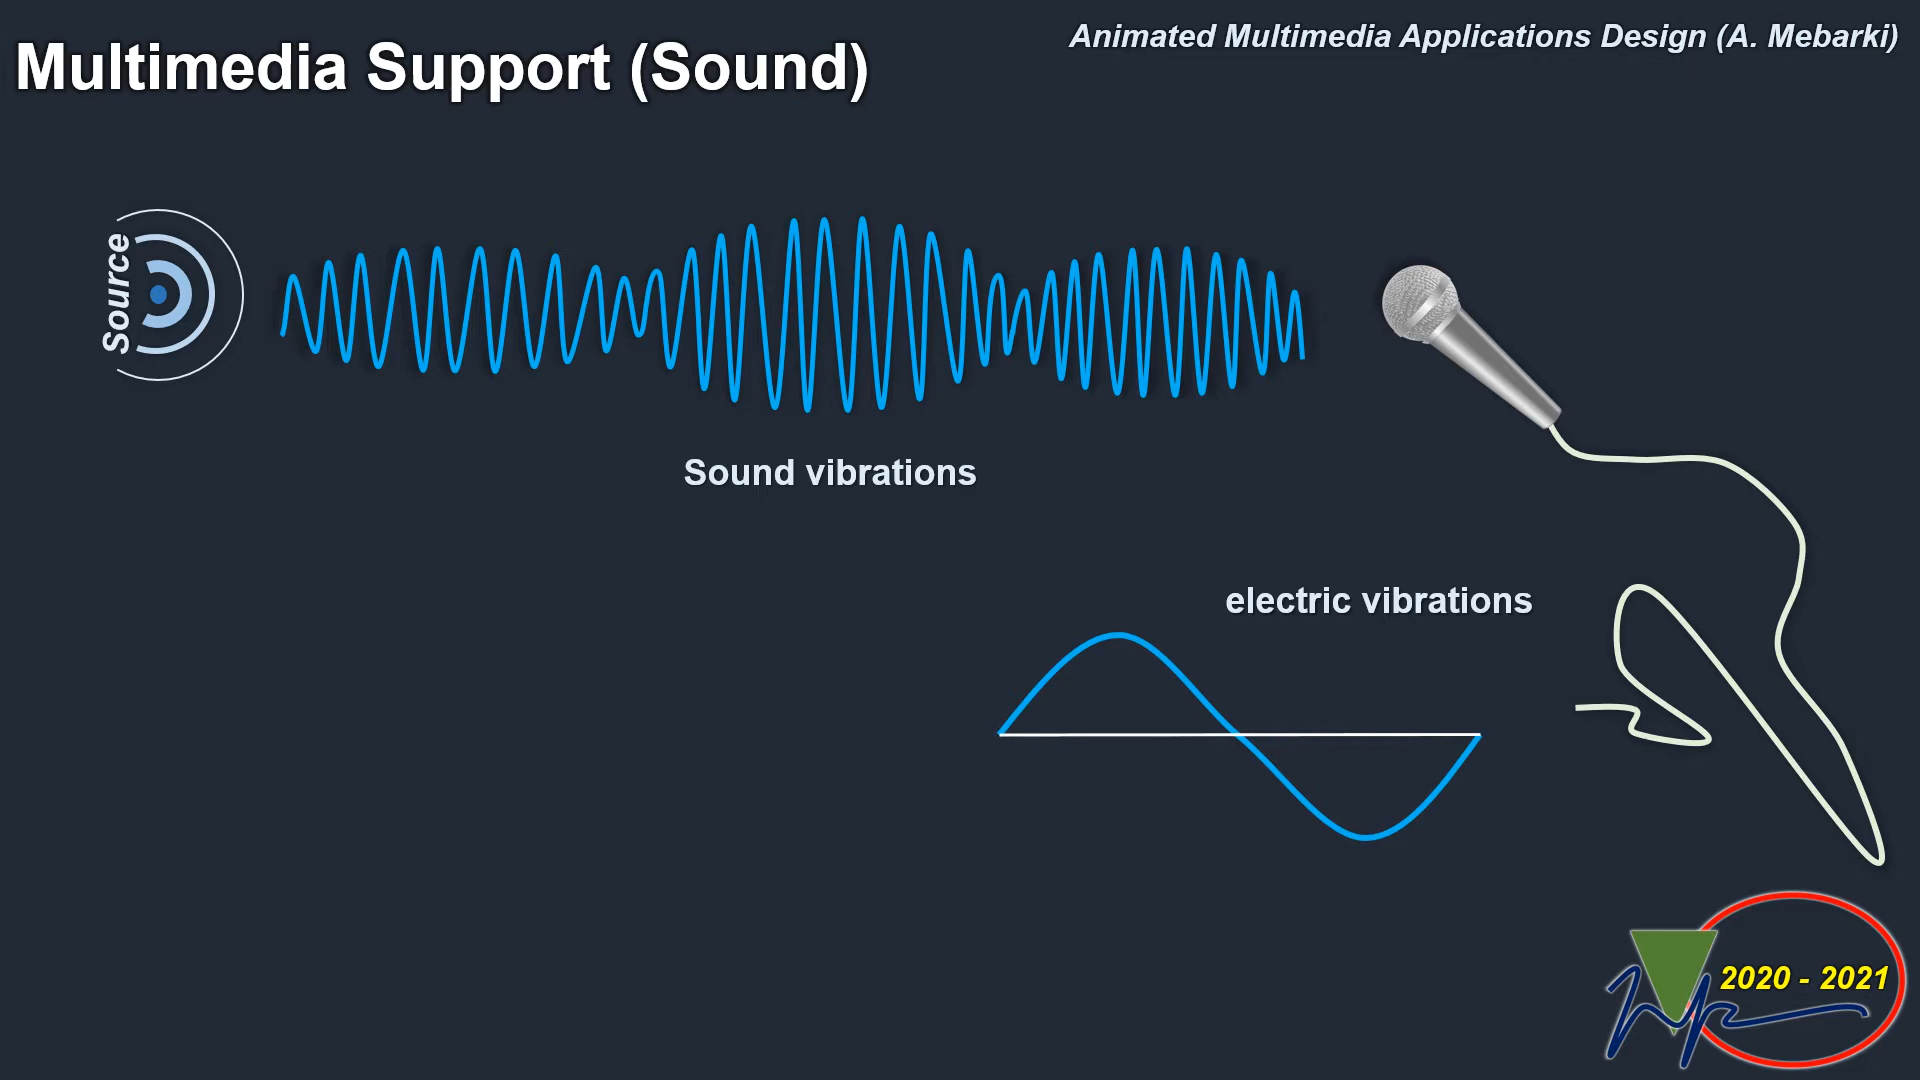 Animated Multimedia Applications Design (A. Mebarki)
Multimedia Support (Sound)
Source
Sound vibrations
electric vibrations
2020 - 2021